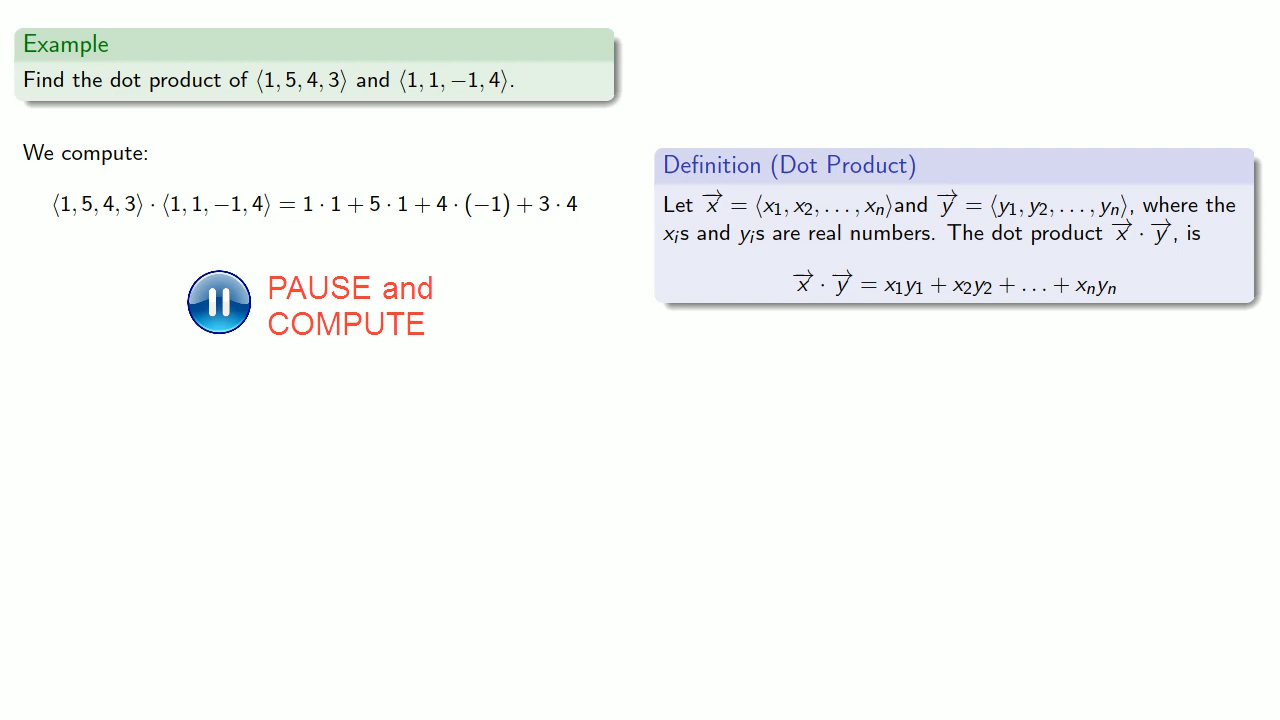 Example
Find the dot product of ⟨1, 5, 4, 3⟩ and ⟨1, 1, −1, 4⟩.
We compute:
⟨1, 5, 4, 3⟩ · ⟨1, 1, −1, 4⟩ = 1 · 1 + 5 · 1 + 4 · (−1) + 3 · 4
PAUSE and
COMPUTE
Definition (Dot Product)
Let x⃗ = ⟨x₁, x₂, . . . , xₙ⟩and y⃗ = ⟨y₁, y₂, . . . , yₙ⟩, where the
xᵢs and yᵢs are real numbers. The dot product x⃗ · y⃗, is
x⃗ · y⃗ = x₁y₁ + x₂y₂ + . . . + xₙyₙ